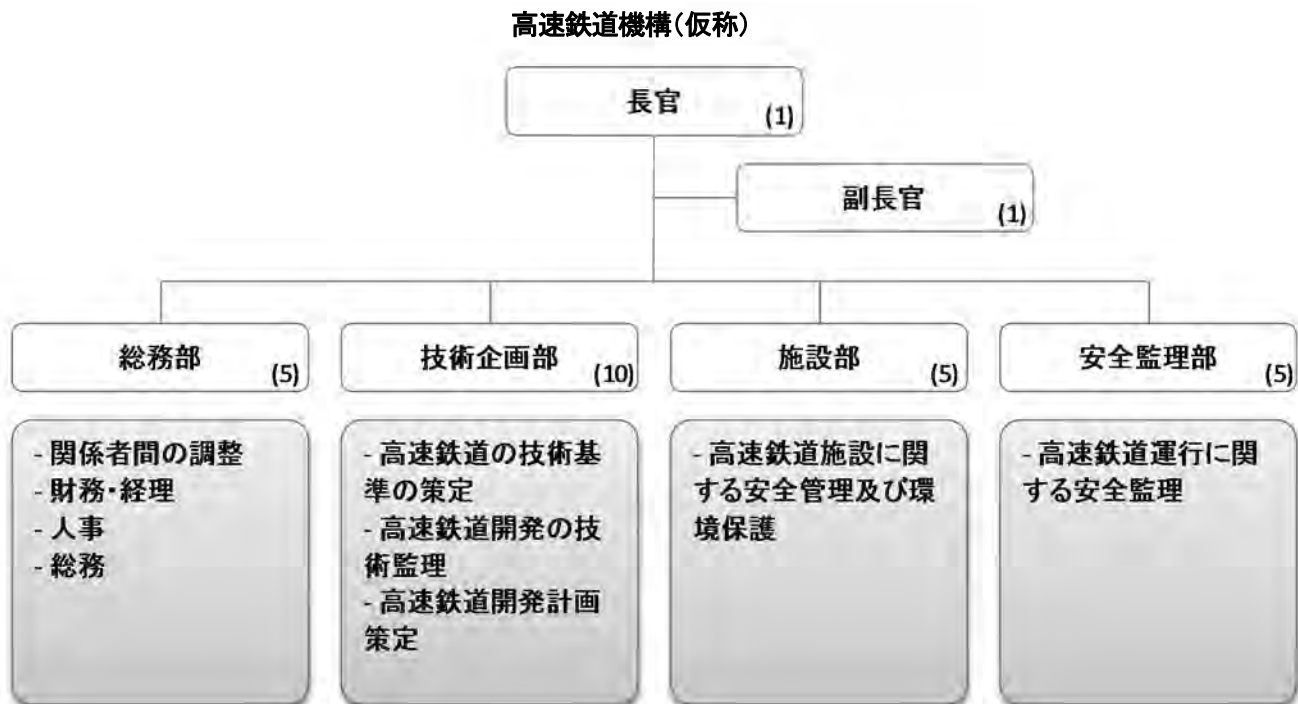 高速鉄道機構(仮称)
長官
(1)
副長官
(1)
総務部
(5)
技術企画部
(10)
施設部
(5)
安全監理部
(5)
- 関係者間の調整
- 財務・経理
- 人事
- 総務
- 高速鉄道の技術基
準の策定
- 高速鉄道開発の技
術監理
- 高速鉄道開発計画
策定
- 高速鉄道施設に関
する安全管理及び環
境保護
- 高速鉄道運行に関
する安全監理